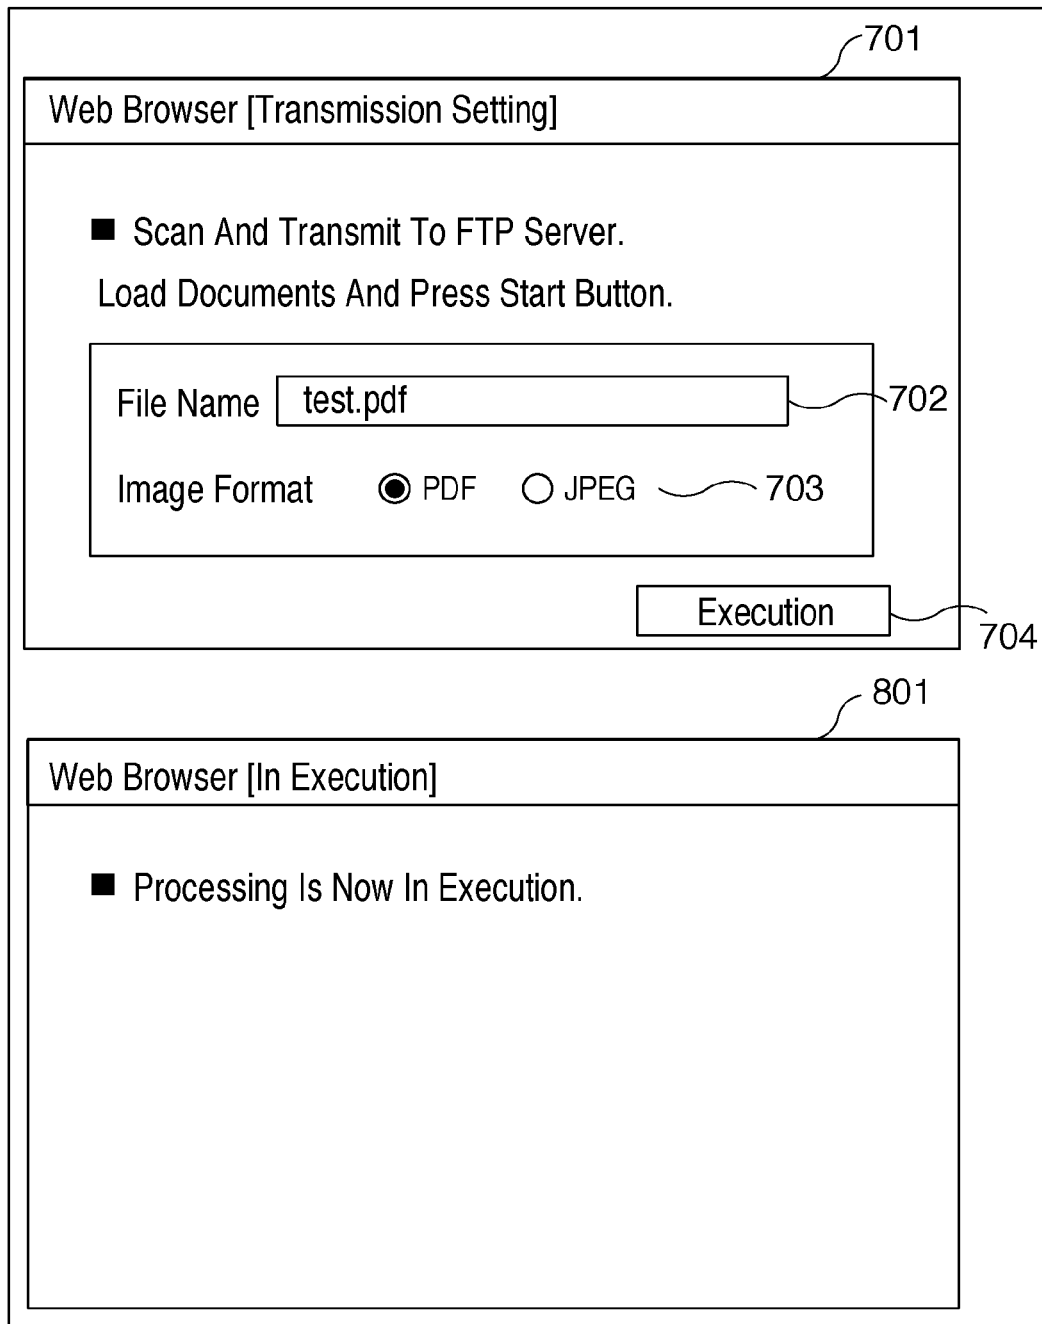 701
Web Browser [Transmission Setting]
■ Scan And Transmit To FTP Server.
Load Documents And Press Start Button.
File Name test.pdf 702
Image Format PDF JPEG 703
Execution
704
801
Web Browser [In Execution]
■ Processing Is Now In Execution.